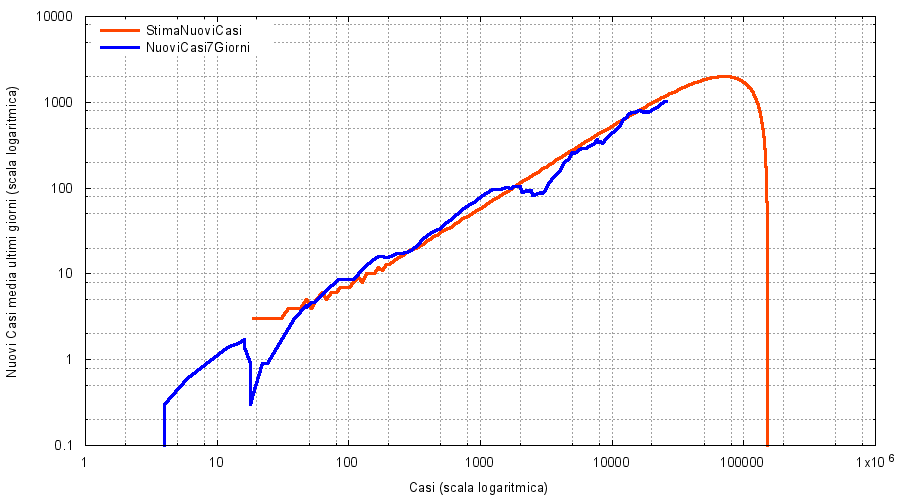 10000
StimaNuoviCasi
NuoviCasi7Giorni
1000
100
10
1
0.1
Nuovi Casi media ultimi giorni (scala logaritmica)
1
10
100
1000
10000
100000
1x10 6
Casi (scala logaritmica)